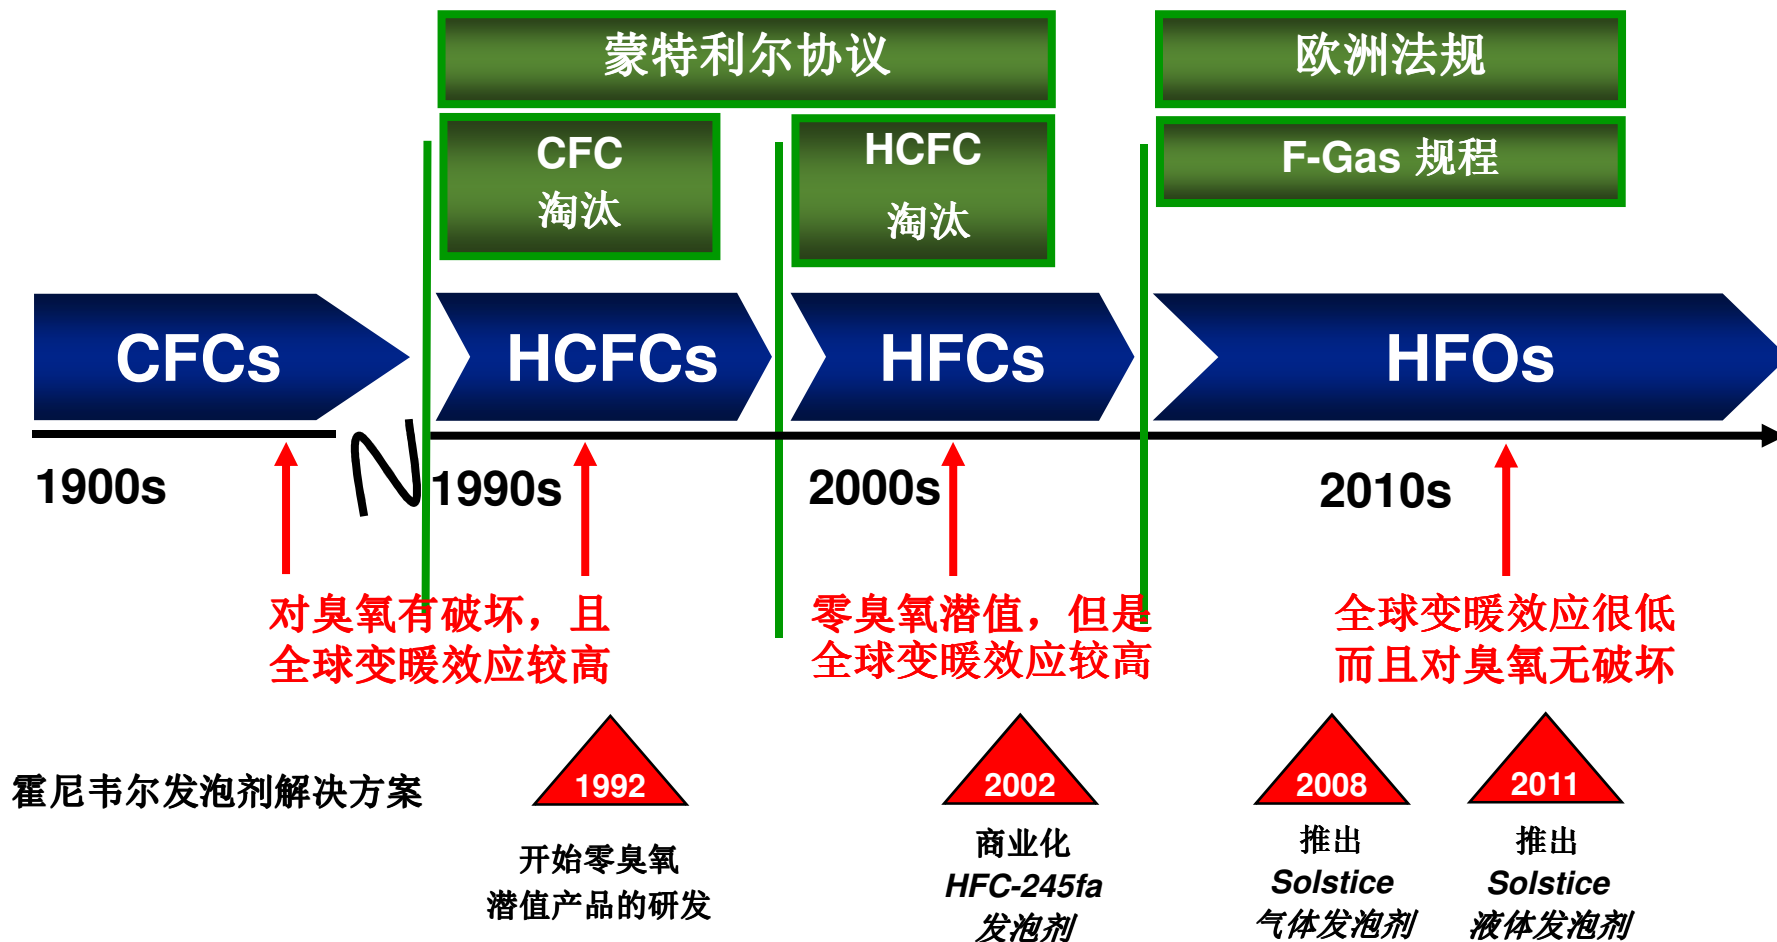 蒙特利尔协议
欧洲法规
CFC
淘汰
HCFC
淘汰
F-Gas 规程
CFCs
HCFCs
HFCs
HFOs
1900s
1990s
2000s
2010s
对臭氧有破坏，且
全球变暖效应较高
零臭氧潜值，但是
全球变暖效应较高
全球变暖效应很低
而且对臭氧无破坏
霍尼韦尔发泡剂解决方案
1992
2002
2008
2011
开始零臭氧
潜值产品的研发
商业化
HFC-245fa
发泡剂
推出
Solstice
气体发泡剂
推出
Solstice
液体发泡剂